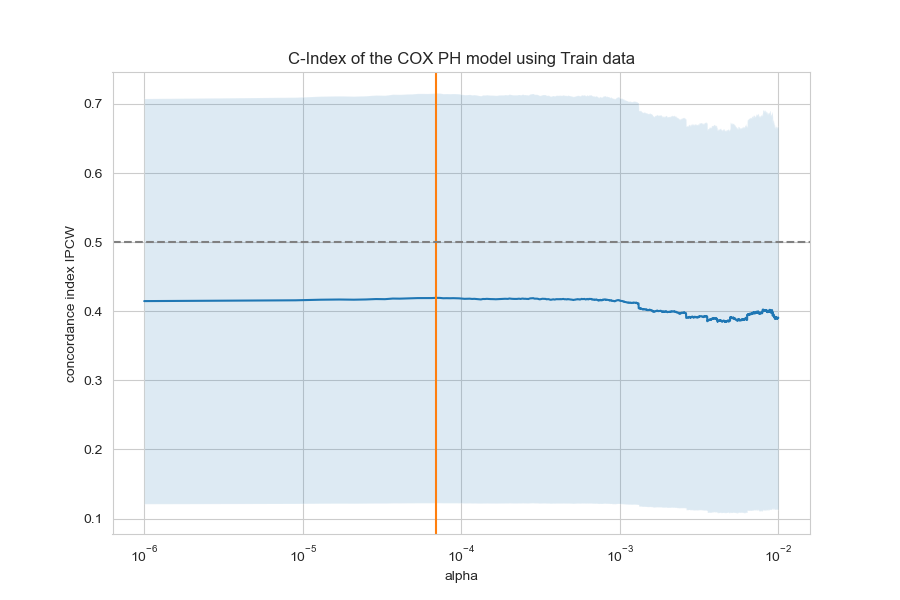 C-Index of the COX PH model using Train data
concordance index IPCW
0.7
0.6
0.5
0.4
0.3
0.2
0.1
10⁻⁶ 10⁻⁵ 10⁻⁴ 10⁻³ 10⁻²
alpha